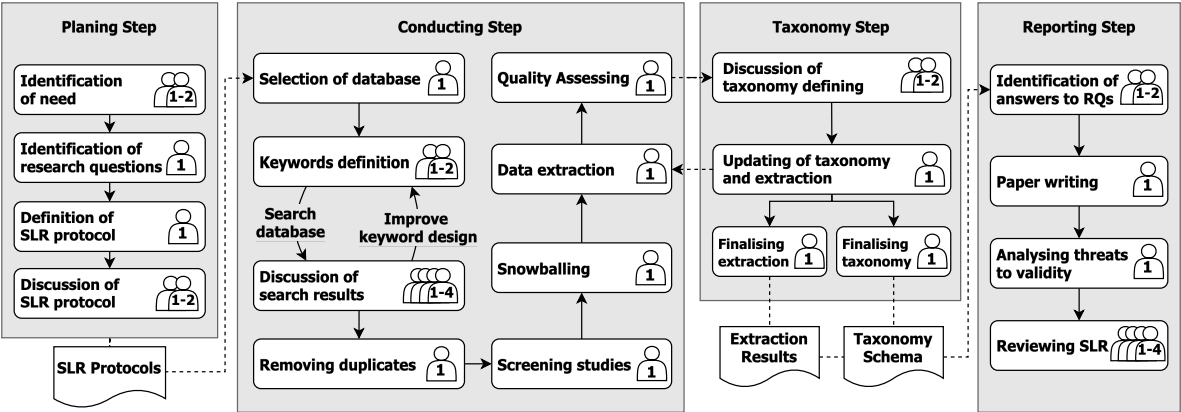 Planing Step
Identification
of need
1-2
Identification of
research questions
1
Definition of
SLR protocol
1
Discussion of
SLR protocol
1-2
SLR Protocols
Conducting Step
Selection of database
1
Keywords definition
1-2
Search
database
Improve
keyword design
Discussion of
search results
1-4
Removing duplicates
1
Screening studies
1
Snowballing
1
Data extraction
1
Quality Assessing
1
Taxonomy Step
Discussion of
taxonomy defining
1-2
Updating of taxonomy
and extraction
1
Finalising
extraction
1
Finalising
taxonomy
1
Extraction
Results
Taxonomy
Schema
Reporting Step
Identification of
answers to RQs
1-2
Paper writing
1
Analysing threats
to validity
1
Reviewing SLR
1-4